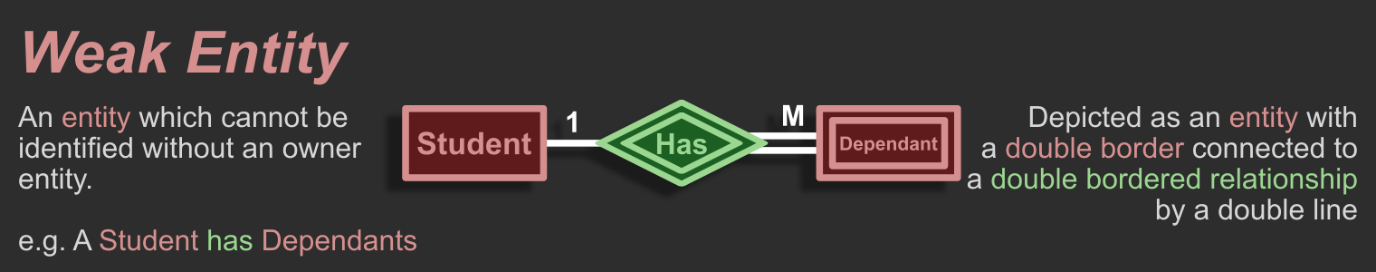 Weak Entity
An entity which cannot be
identified without an owner
entity.
e.g. A Student has Dependants
Student
1
Has
M
Dependant
Depicted as an entity with
a double border connected to
a double bordered relationship
by a double line